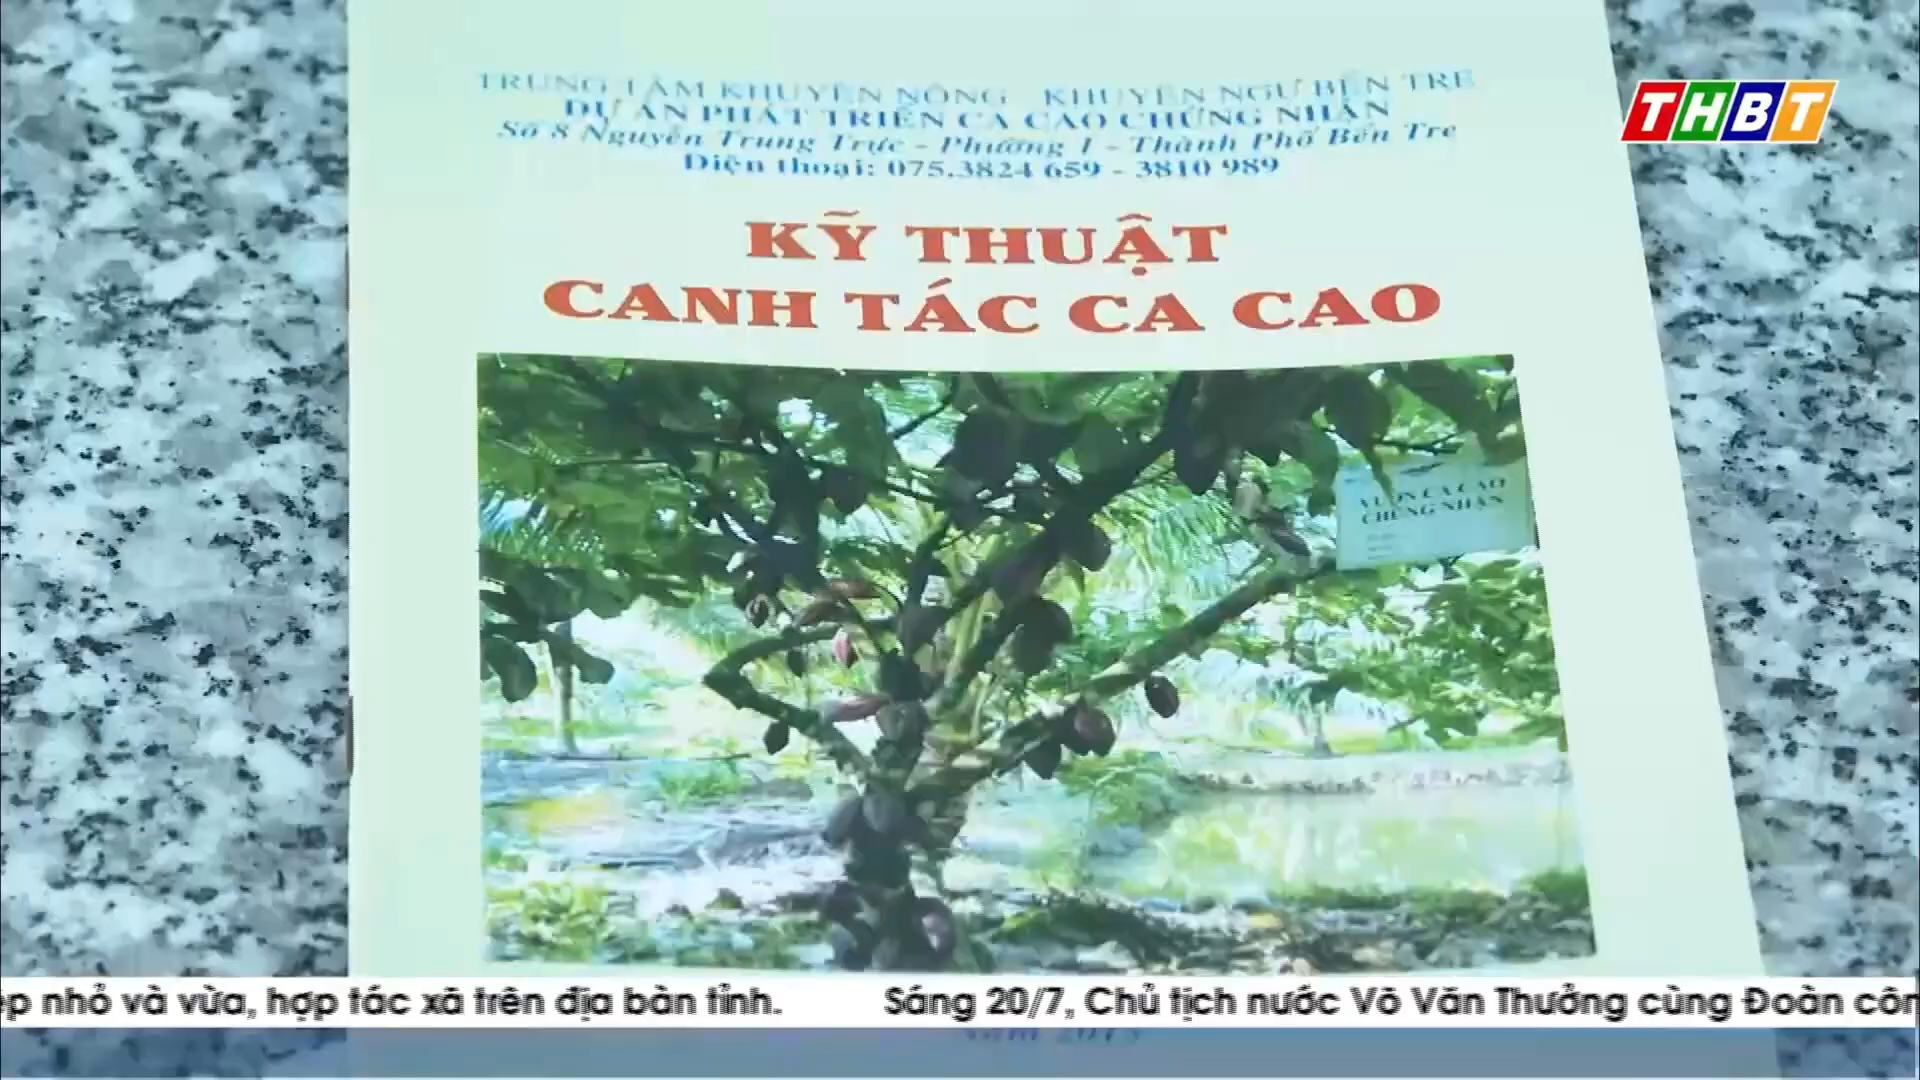 TRUNG TÂM KHUYẾN NÔNG - KHUYẾN NGƯ BẾN TRE
DỰ ÁN PHÁT TRIỂN CA CAO CHỨNG NHẬN
Số 8 Nguyễn Trung Trực - Phường 1 - Thành Phố Bến Tre
Điện thoại: 075.3824 659 - 3810 989
THBT
KỸ THUẬT
CANH TÁC CA CAO
VƯỜN CA CAO
CHỨNG NHẬN
nhỏ và vừa, hợp tác xã trên địa bàn tỉnh. Sáng 20/7, Chủ tịch nước Võ Văn Thưởng cùng Đoàn côn